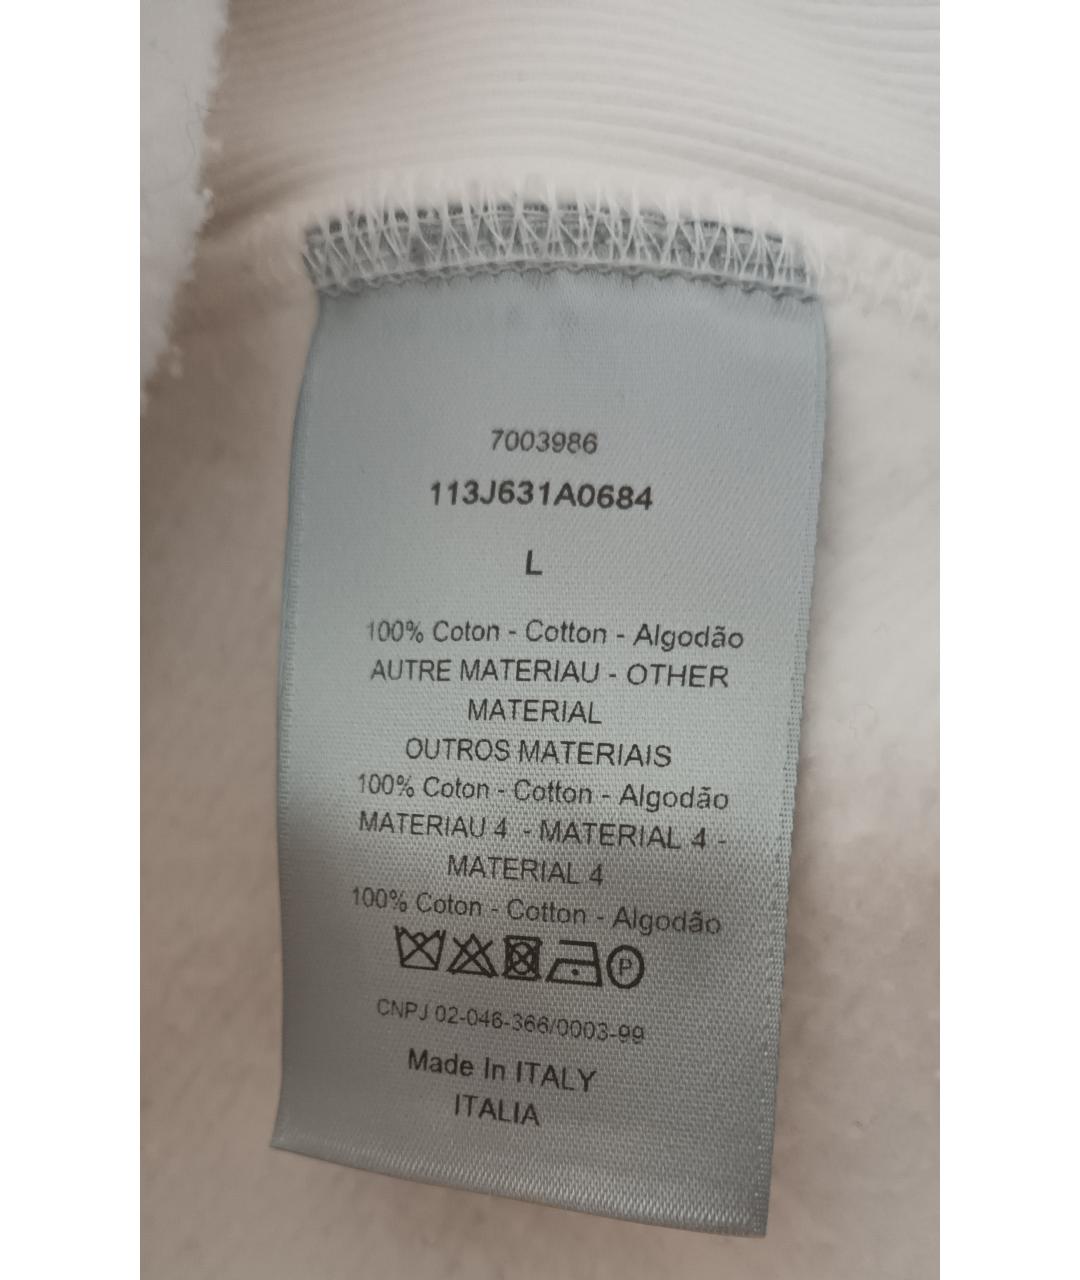 7003986
113J631A0684
L
100% Coton - Cotton - Algodão
AUTRE MATERIAU - OTHER
MATERIAL
OUTROS MATERIAIS
100% Coton - Cotton - Algodão
MATERIAU 4 - MATERIAL 4 -
MATERIAL 4
100% Coton - Cotton - Algodão
P
CNPJ 02-046-366/0003-99
Made In ITALY
ITALIA